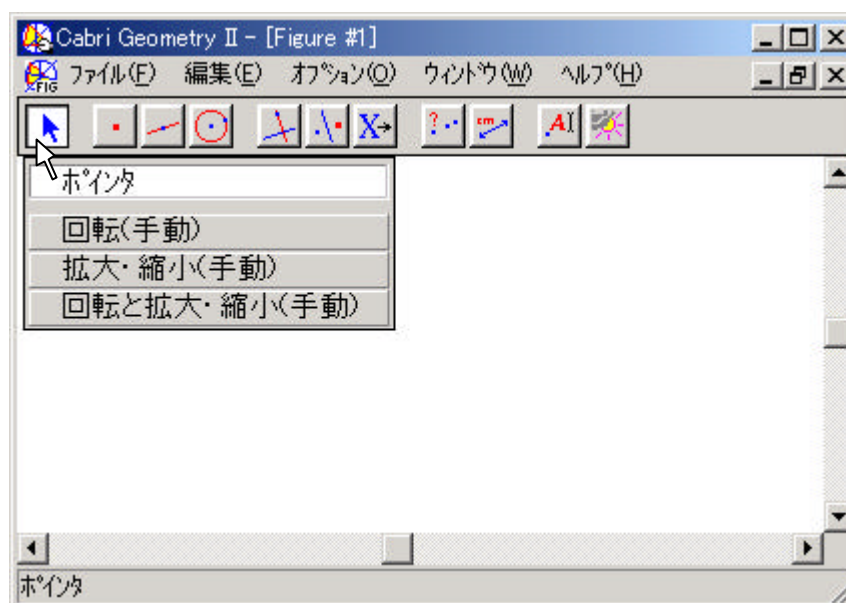 Cabri Geometry II - [Figure #1]
ﾌｧｲﾙ(F) 編集(E) ｵﾌﾟｼｮﾝ(O) ｳｨﾝﾄﾞｳ(W) ﾍﾙﾌﾟ(H)
FIG
X ? cm A
ﾎﾟｲﾝﾀ
回転(手動)
拡大・縮小(手動)
回転と拡大・縮小(手動)
ﾎﾟｲﾝﾀ